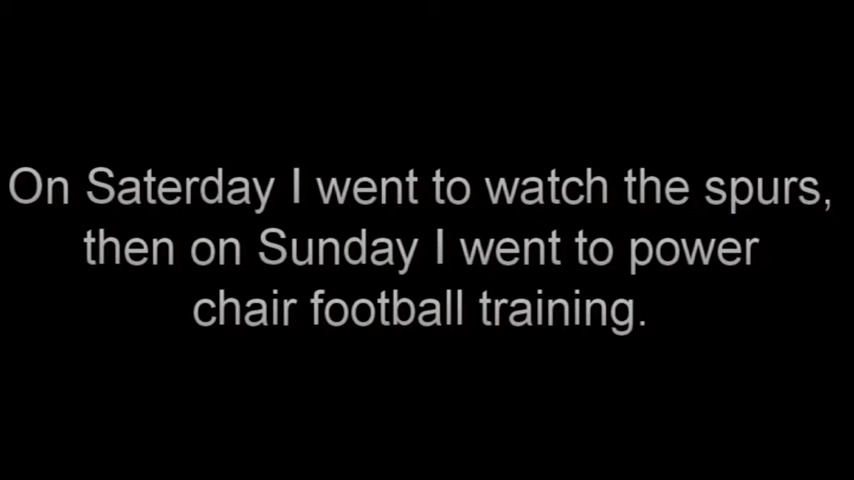 On Saterday I went to watch the spurs,
then on Sunday I went to power
chair football training.